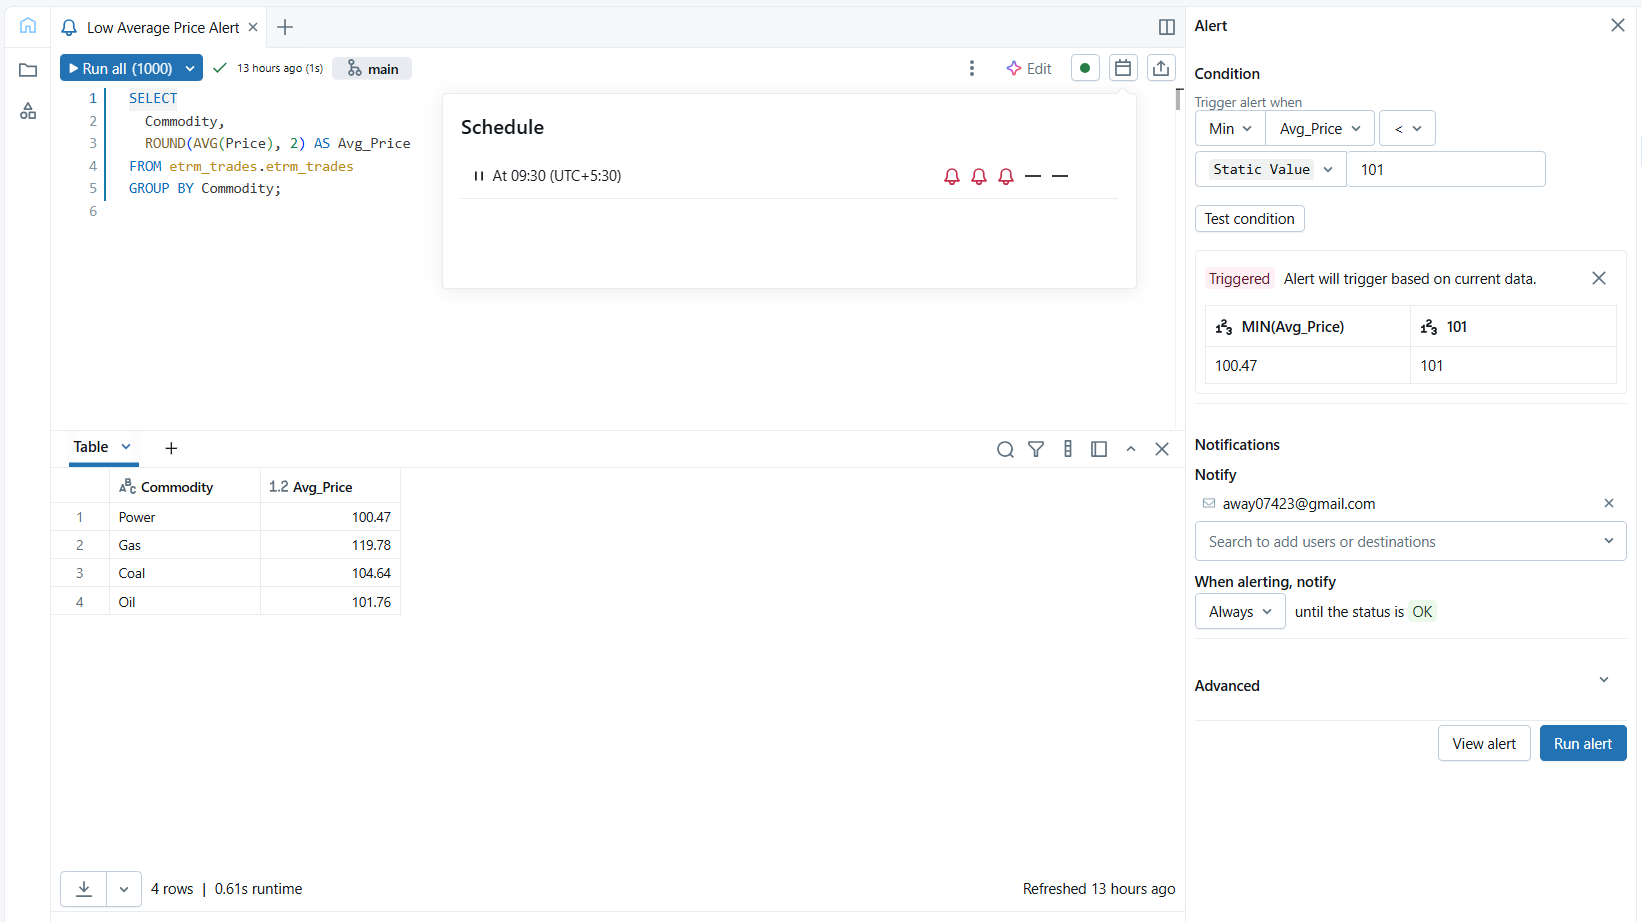 Low Average Price Alert
Run all (1000)
13 hours ago (1s)
main
Edit
1 SELECT
2 Commodity,
3 ROUND(AVG(Price), 2) AS Avg_Price
4 FROM etrm_trades.etrm_trades
5 GROUP BY Commodity;
6
Schedule
At 09:30 (UTC+5:30)
Table
Commodity 1.2 Avg_Price
1 Power 100.47
2 Gas 119.78
3 Coal 104.64
4 Oil 101.76
4 rows | 0.61s runtime
Refreshed 13 hours ago
Alert
Condition
Trigger alert when
Min Avg_Price <
Static Value 101
Test condition
Triggered Alert will trigger based on current data.
MIN(Avg_Price) 101
100.47 101
Notifications
Notify
away07423@gmail.com
Search to add users or destinations
When alerting, notify
Always until the status is OK
Advanced
View alert Run alert